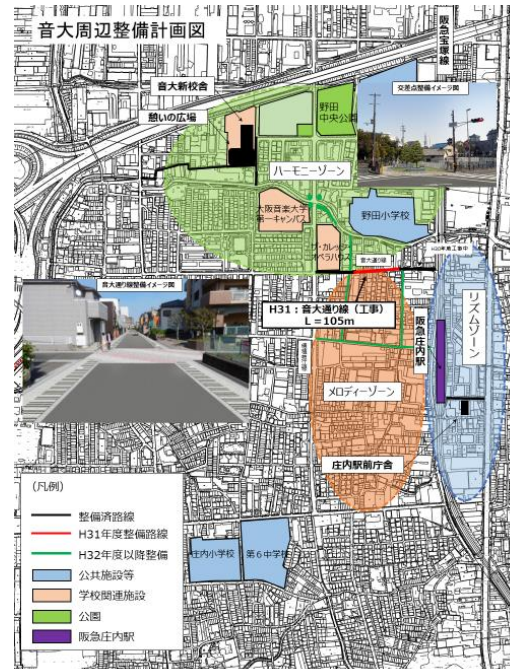 音大周辺整備計画図
阪急宝塚線
交差点整備イメージ図
音大新校舎
憩いの広場
野田
中央公園
ハーモニーゾーン
大阪音楽大学
第一キャンパス
野田小学校
ザ・カレッジ
オペラハウス
音大通り線
音大通り線整備イメージ図
H31:音大通り線(工事)
L=105m
リズムゾーン
阪急庄内駅
メロディーゾーン
庄内駅前庁舎
(凡例)
整備済路線
H31年度整備路線
H32年度以降整備
公共施設等
学校関連施設
公園
阪急庄内駅
庄内小学校
第6中学校